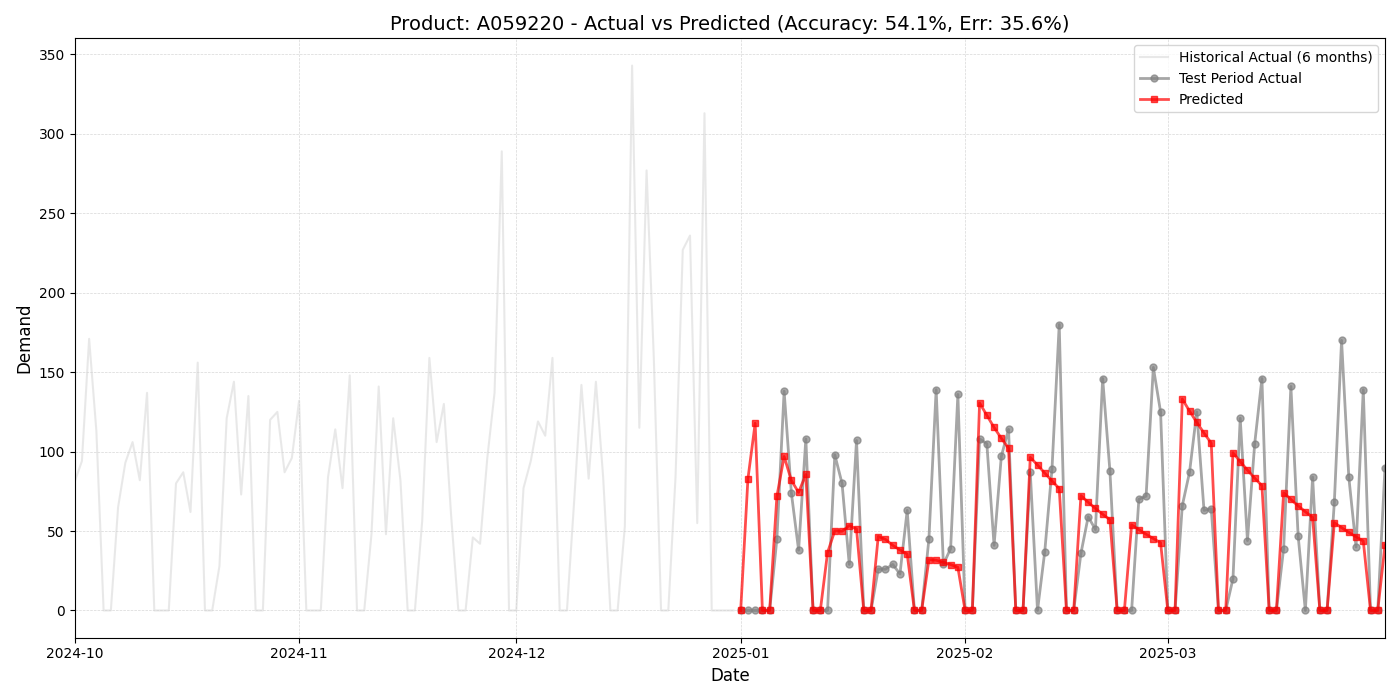 Product: A059220 - Actual vs Predicted (Accuracy: 54.1%, Err: 35.6%)
Historical Actual (6 months)
Test Period Actual
Predicted
Demand
350
300
250
200
150
100
50
0
2024-10
2024-11
2024-12
2025-01
2025-02
2025-03
Date